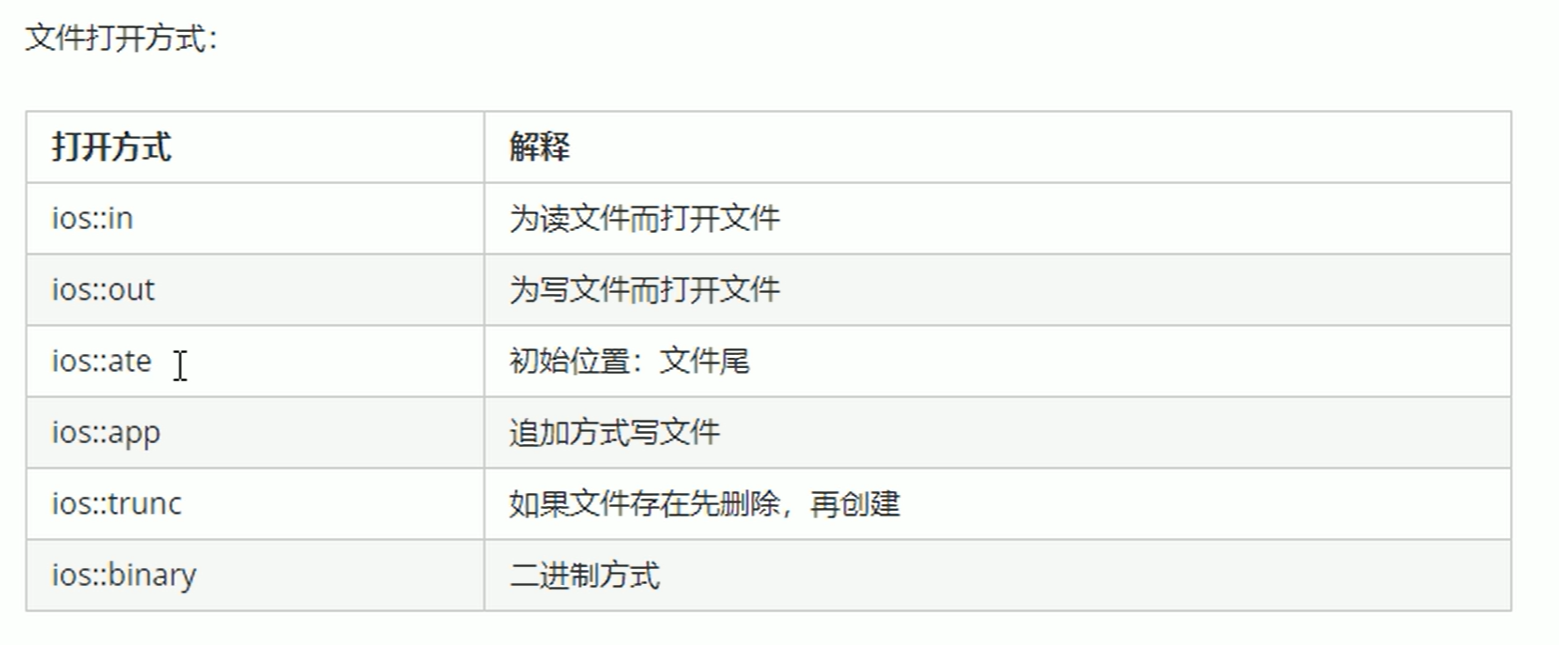 文件打开方式：
打开方式 解释
ios::in 为读文件而打开文件
ios::out 为写文件而打开文件
ios::ate 初始位置：文件尾
ios::app 追加方式写文件
ios::trunc 如果文件存在先删除，再创建
ios::binary 二进制方式